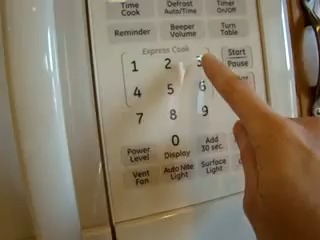 Time Cook
Defrost Auto/Time
Timer On/Off
Reminder
Beeper Volume
Turn Table
Express Cook
1 2 3
Start Pause
4 5 6
7 8 9
0
Power Level
Display
Add 30 sec.
Vent Fan
Auto Nite Light
Surface Light